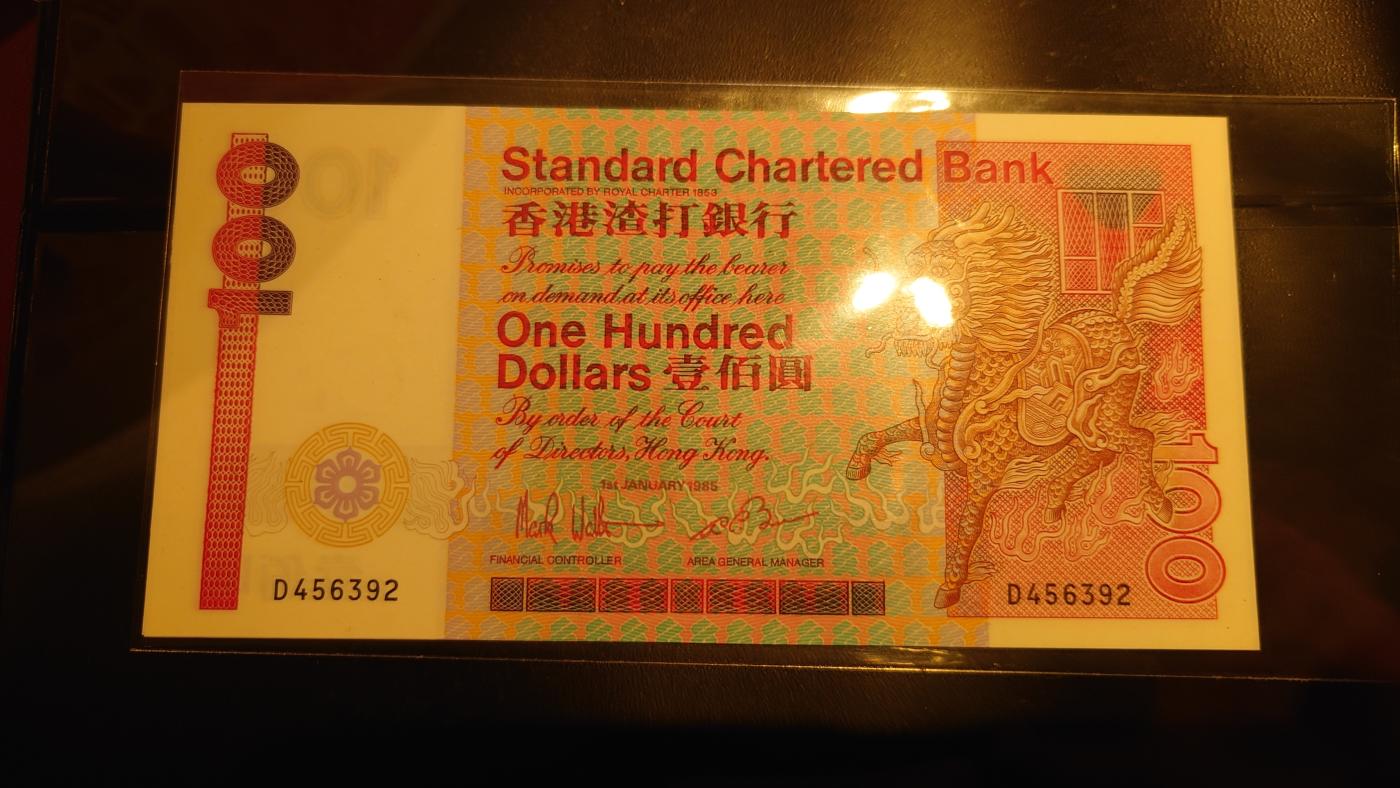 100
Standard Chartered Bank
INCORPORATED BY ROYAL CHARTER 1853
香港渣打銀行
Promises to pay the bearer
on demand at its office here
One Hundred
Dollars 壹佰圓
By order of the Court
of Directors, Hong Kong.
1st JANUARY 1985
FINANCIAL CONTROLLER AREA GENERAL MANAGER
D456392 D456392
100